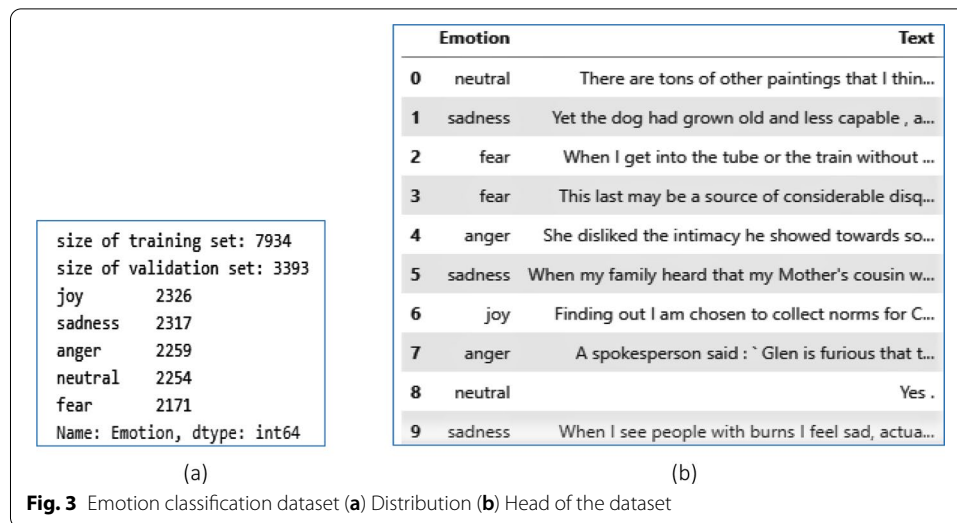 size of training set: 7934
size of validation set: 3393
joy 2326
sadness 2317
anger 2259
neutral 2254
fear 2171
Name: Emotion, dtype: int64
(a)
Emotion Text
0 neutral There are tons of other paintings that I thin...
1 sadness Yet the dog had grown old and less capable , a...
2 fear When I get into the tube or the train without ...
3 fear This last may be a source of considerable disq...
4 anger She disliked the intimacy he showed towards so...
5 sadness When my family heard that my Mother's cousin w...
6 joy Finding out I am chosen to collect norms for C...
7 anger A spokesperson said : ` Glen is furious that t...
8 neutral Yes .
9 sadness When I see people with burns I feel sad, actua...
(b)
Fig. 3 Emotion classification dataset (a) Distribution (b) Head of the dataset